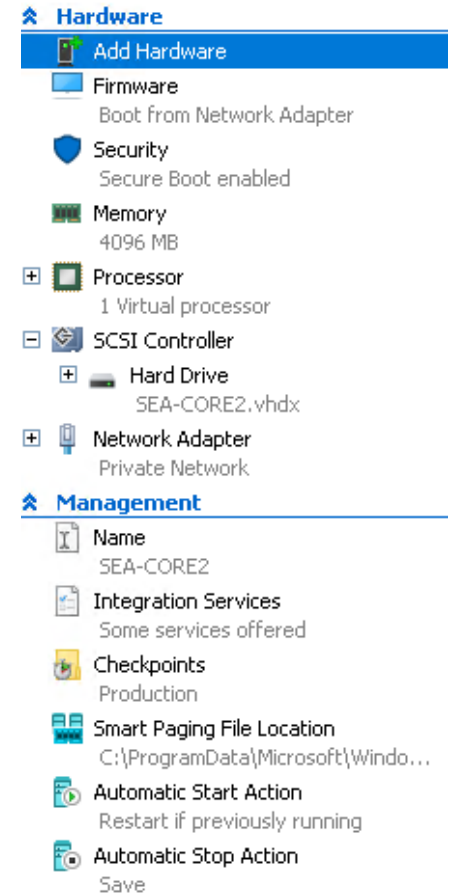 Hardware
Add Hardware
Firmware
Boot from Network Adapter
Security
Secure Boot enabled
Memory
4096 MB
Processor
1 Virtual processor
SCSI Controller
Hard Drive
SEA-CORE2.vhdx
Network Adapter
Private Network
Management
Name
SEA-CORE2
Integration Services
Some services offered
Checkpoints
Production
Smart Paging File Location
C:\ProgramData\Microsoft\Windo...
Automatic Start Action
Restart if previously running
Automatic Stop Action
Save